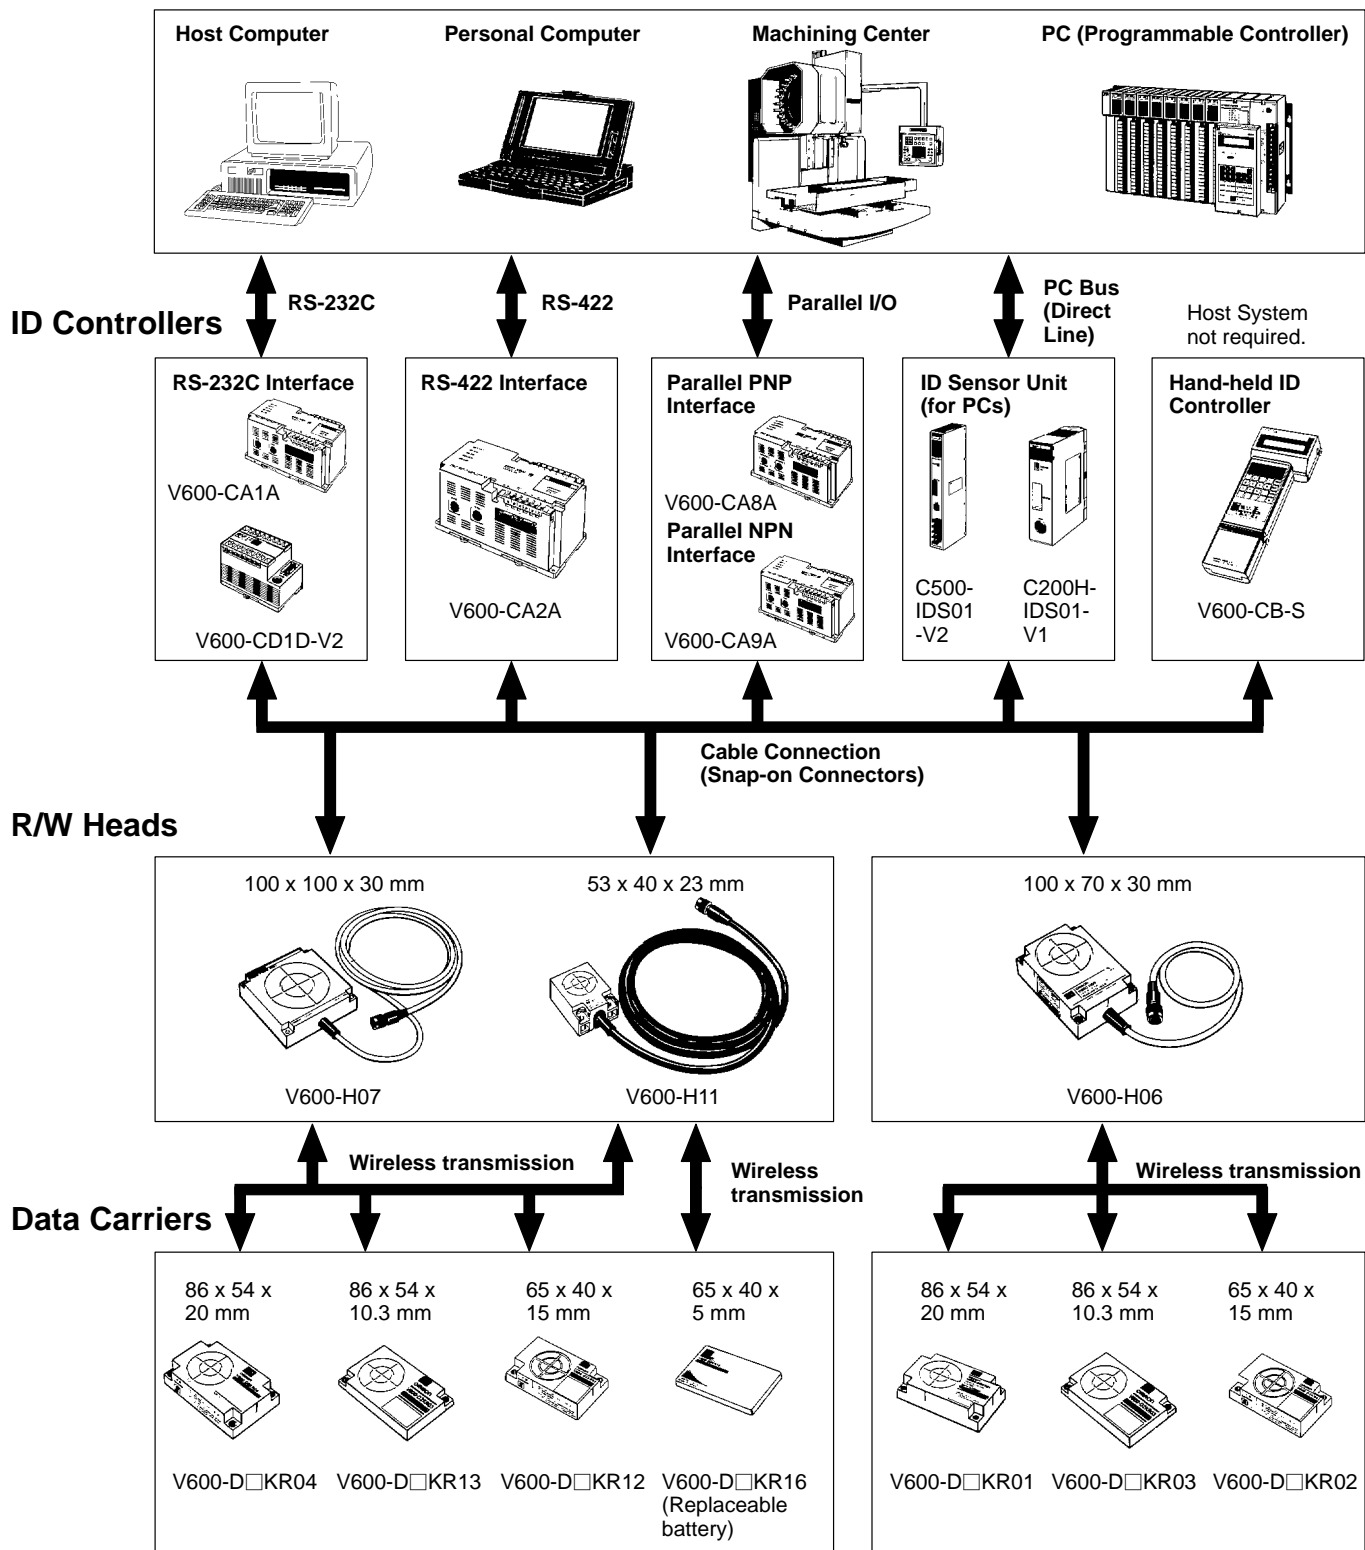 Host Computer
Personal Computer
Machining Center
PC (Programmable Controller)
RS-232C
RS-422
Parallel I/O
PC Bus
(Direct
Line)
ID Controllers
Host System
not required.
RS-232C Interface
V600-CA1A
V600-CD1D-V2
RS-422 Interface
V600-CA2A
Parallel PNP
Interface
V600-CA8A
Parallel NPN
Interface
V600-CA9A
ID Sensor Unit
(for PCs)
C500-
IDS01
-V2
C200H-
IDS01-
V1
Hand-held ID
Controller
V600-CB-S
Cable Connection
(Snap-on Connectors)
R/W Heads
100 x 100 x 30 mm
V600-H07
53 x 40 x 23 mm
V600-H11
100 x 70 x 30 mm
V600-H06
Wireless transmission
Wireless
transmission
Wireless transmission
Data Carriers
86 x 54 x
20 mm
V600-D□KR04
86 x 54 x
10.3 mm
V600-D□KR13
65 x 40 x
15 mm
V600-D□KR12
65 x 40 x
5 mm
V600-D□KR16
(Replaceable
battery)
86 x 54 x
20 mm
V600-D□KR01
86 x 54 x
10.3 mm
V600-D□KR03
65 x 40 x
15 mm
V600-D□KR02